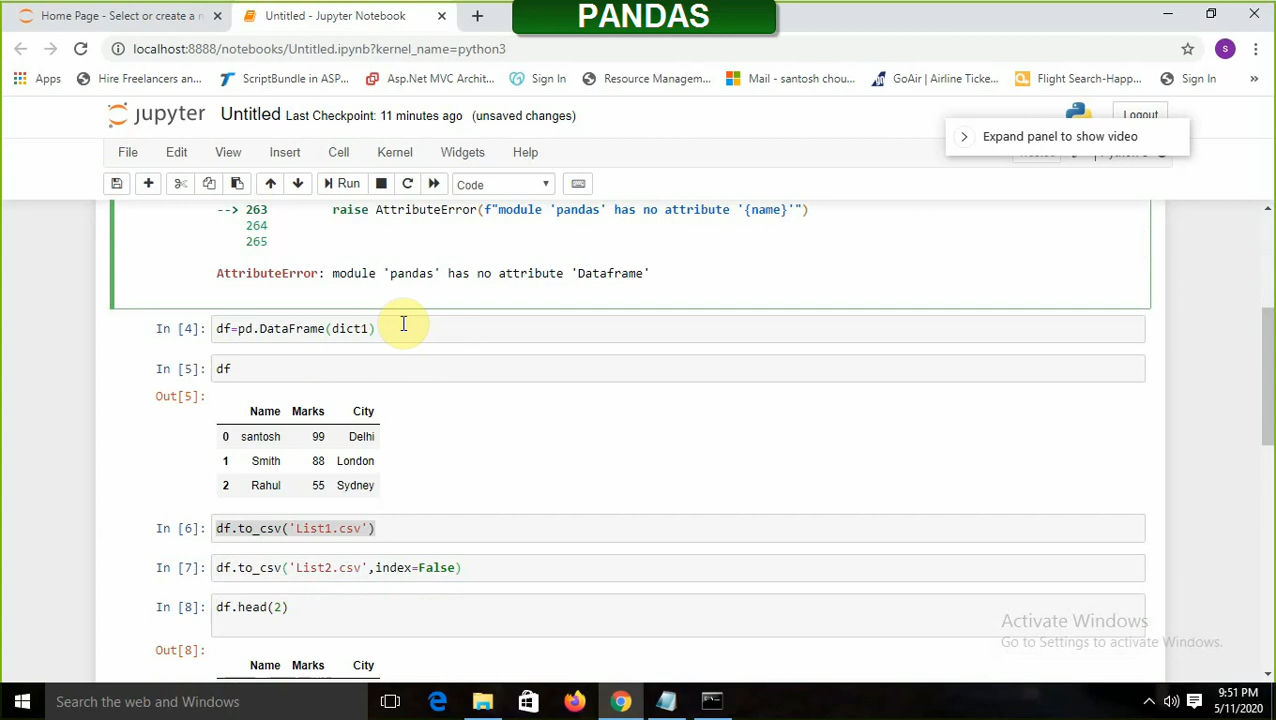 PANDAS
Home Page - Select or create a n
Untitled - Jupyter Notebook
localhost:8888/notebooks/Untitled.ipynb?kernel_name=python3
S
Apps
Hire Freelancers an...
ScriptBundle in ASP...
Asp.Net MVC Archit...
Sign In
Resource Managem...
Mail - santosh chou...
GoAir | Airline Ticke...
Flight Search-Happ...
Sign In
»
jupyter Untitled Last Checkpoint: 11 minutes ago (unsaved changes)
Logout
Expand panel to show video
File Edit View Insert Cell Kernel Widgets Help
Run
Code
--> 263 raise AttributeError(f"module 'pandas' has no attribute '{name}'")
264
265
AttributeError: module 'pandas' has no attribute 'Dataframe'
In [4]: df=pd.DataFrame(dict1)
In [5]: df
Out[5]:
Name Marks City
0 santosh 99 Delhi
1 Smith 88 London
2 Rahul 55 Sydney
In [6]: df.to_csv('List1.csv')
In [7]: df.to_csv('List2.csv',index=False)
In [8]: df.head(2)
Out[8]:
Name Marks City
Activate Windows
Go to Settings to activate Windows.
Search the web and Windows
9:51 PM
5/11/2020